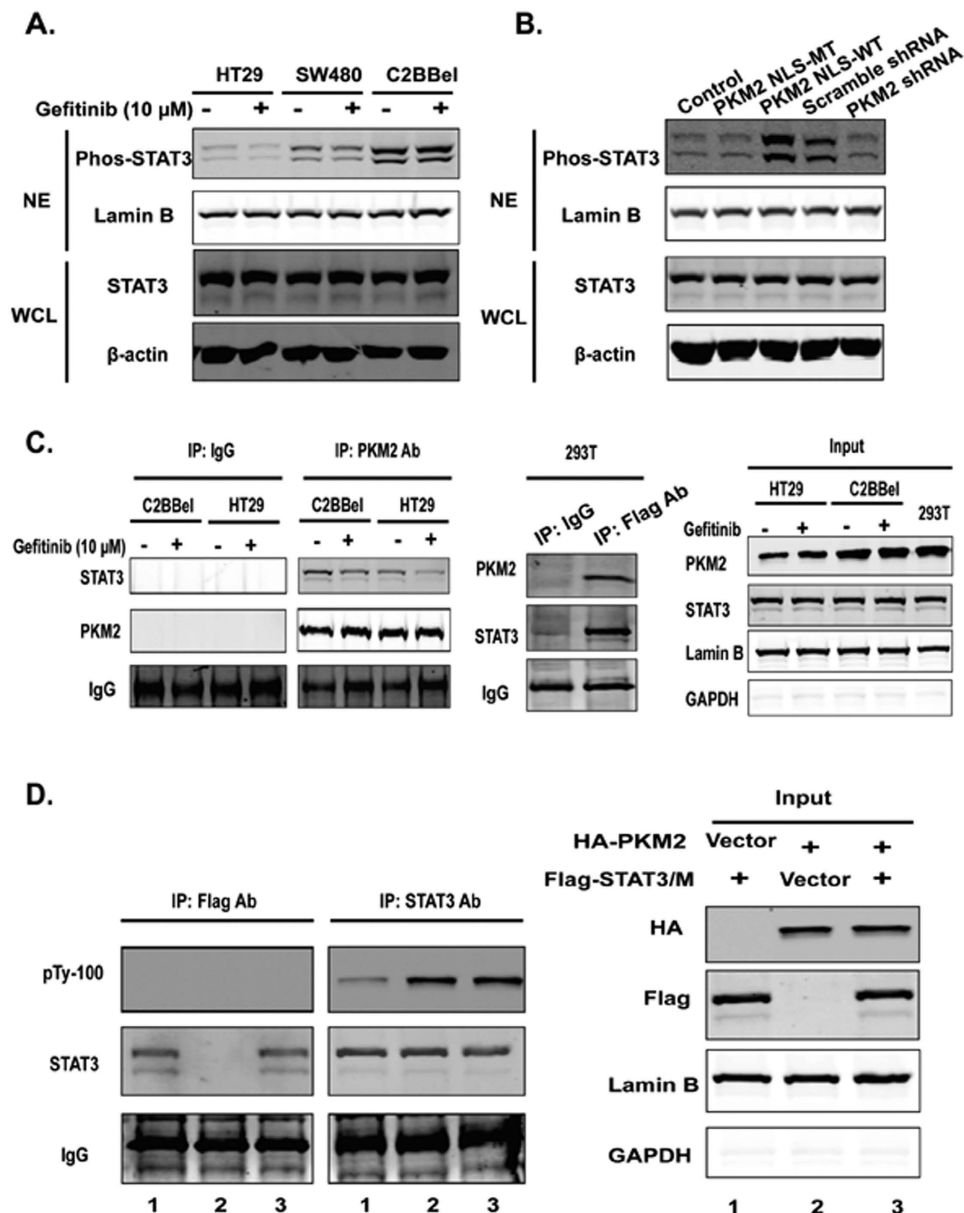 A.
HT29 SW480 C2BBel
Gefitinib (10 µM) - + - + - +
NE
Phos-STAT3
Lamin B
WCL
STAT3
β-actin
B.
Control PKM2 NLS-MT PKM2 NLS-WT Scramble shRNA PKM2 shRNA
NE
Phos-STAT3
Lamin B
WCL
STAT3
β-actin
C.
IP: IgG IP: PKM2 Ab
C2BBel HT29 C2BBel HT29
Gefitinib (10 µM) - + - + - + - +
STAT3
PKM2
IgG
293T
IP: IgG IP: Flag Ab
PKM2
STAT3
IgG
Input
HT29 C2BBel
Gefitinib - + - + 293T
PKM2
STAT3
Lamin B
GAPDH
D.
IP: Flag Ab IP: STAT3 Ab
pTy-100
STAT3
IgG
1 2 3 1 2 3
Input
HA-PKM2 Vector + +
Flag-STAT3/M + Vector +
HA
Flag
Lamin B
GAPDH
1 2 3